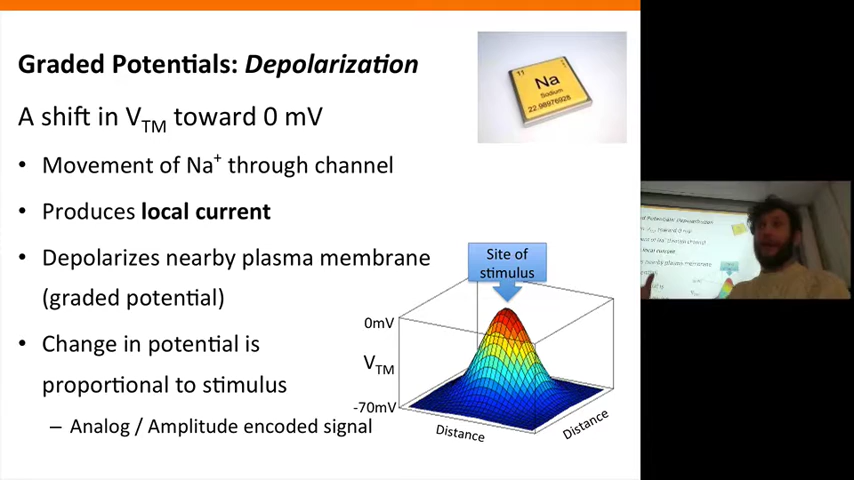 Graded Potentials: Depolarization
11
Na
Sodium
22.98976928
A shift in V_TM toward 0 mV
• Movement of Na⁺ through channel
• Produces local current
• Depolarizes nearby plasma membrane
(graded potential)
• Change in potential is
proportional to stimulus
– Analog / Amplitude encoded signal
Site of
stimulus
0mV
V_TM
-70mV
Distance
Distance